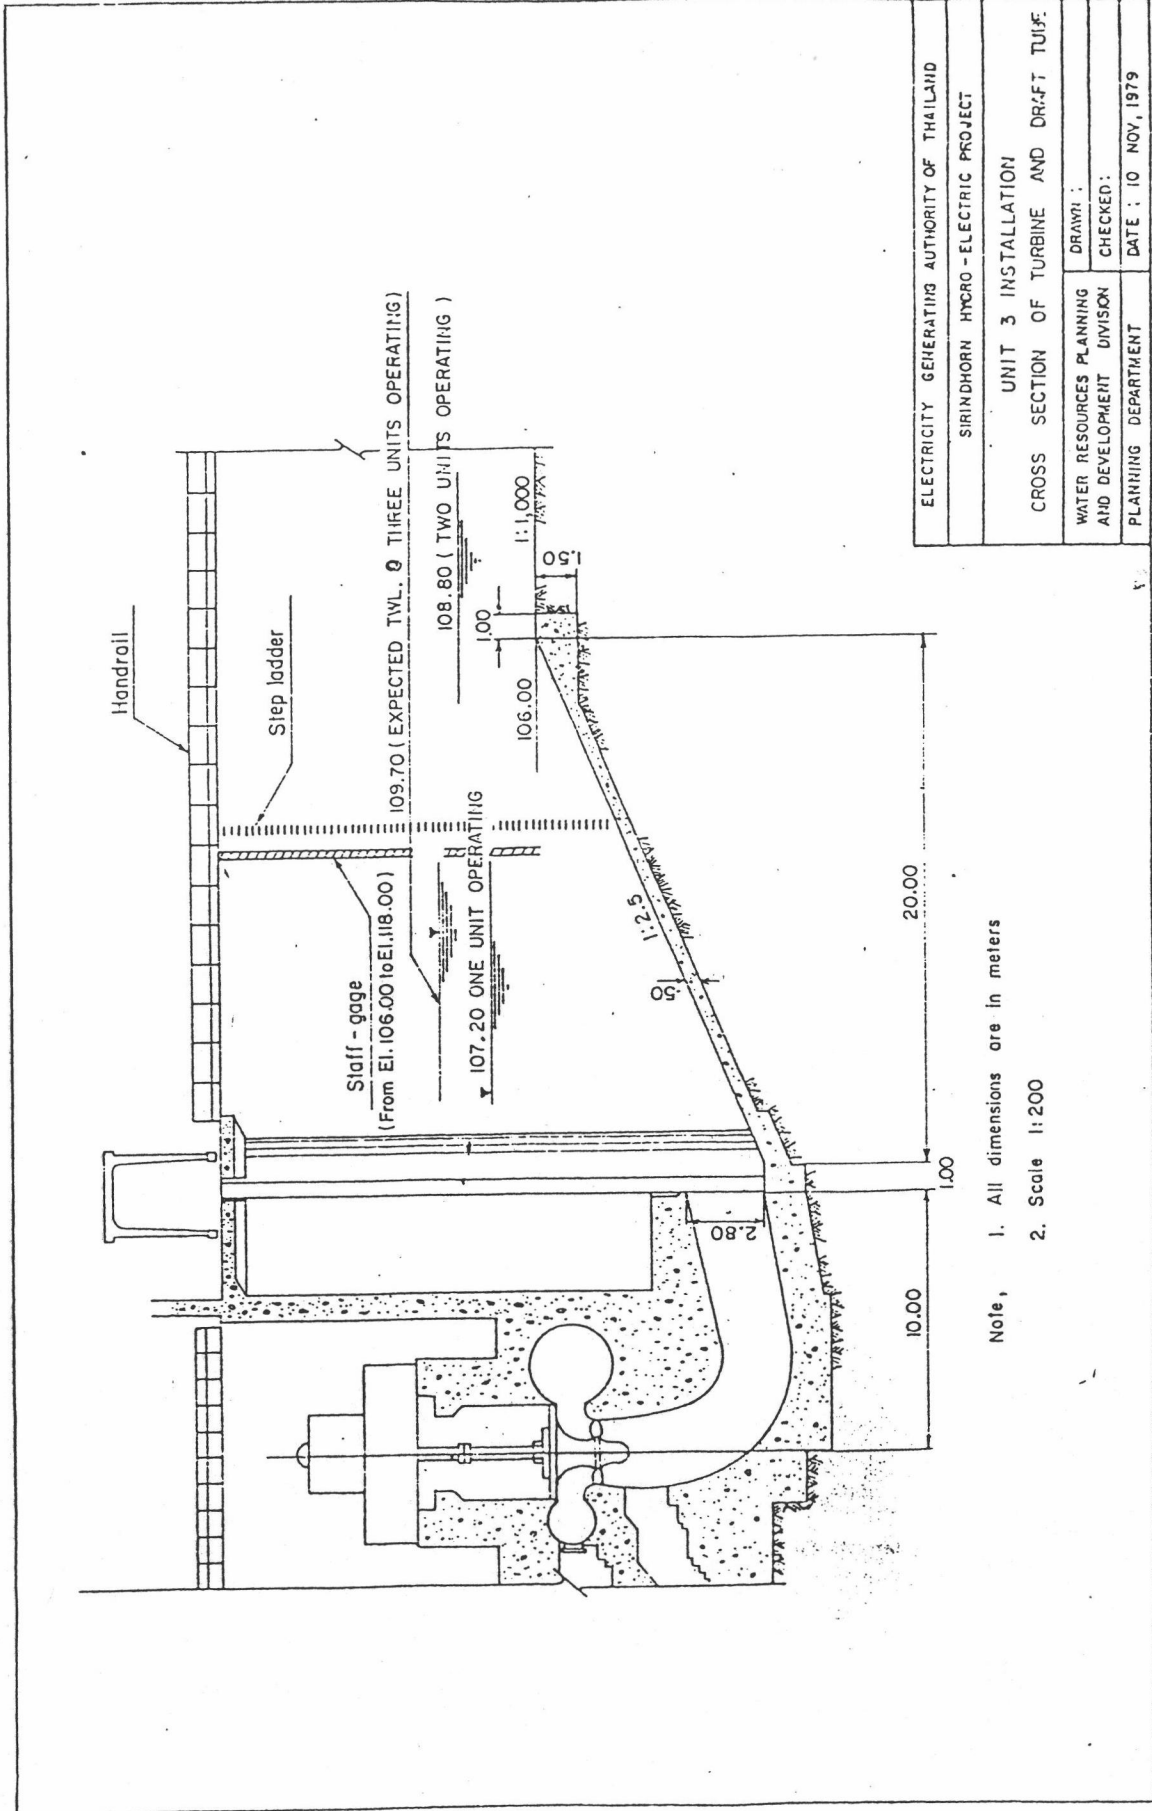 Handrail
Step ladder
Staff-gage
(From El.106.00 to El.118.00)
109.70 (EXPECTED TWL. @ THREE UNITS OPERATING)
108.80 (TWO UNITS OPERATING)
107.20 ONE UNIT OPERATING
106.00
1.00
1:1,000
1.50
1:2.5
.50
2.80
10.00
1.00
20.00
Note, 1. All dimensions are in meters
2. Scale 1:200
ELECTRICITY GENERATING AUTHORITY OF THAILAND
SIRINDHORN HYCRO-ELECTRIC PROJECT
UNIT 3 INSTALLATION
CROSS SECTION OF TURBINE AND DRAFT TUBE
WATER RESOURCES PLANNING
AND DEVELOPMENT DIVISION
DRAWN :
CHECKED:
PLANNING DEPARTMENT
DATE : 10 NOV, 1979